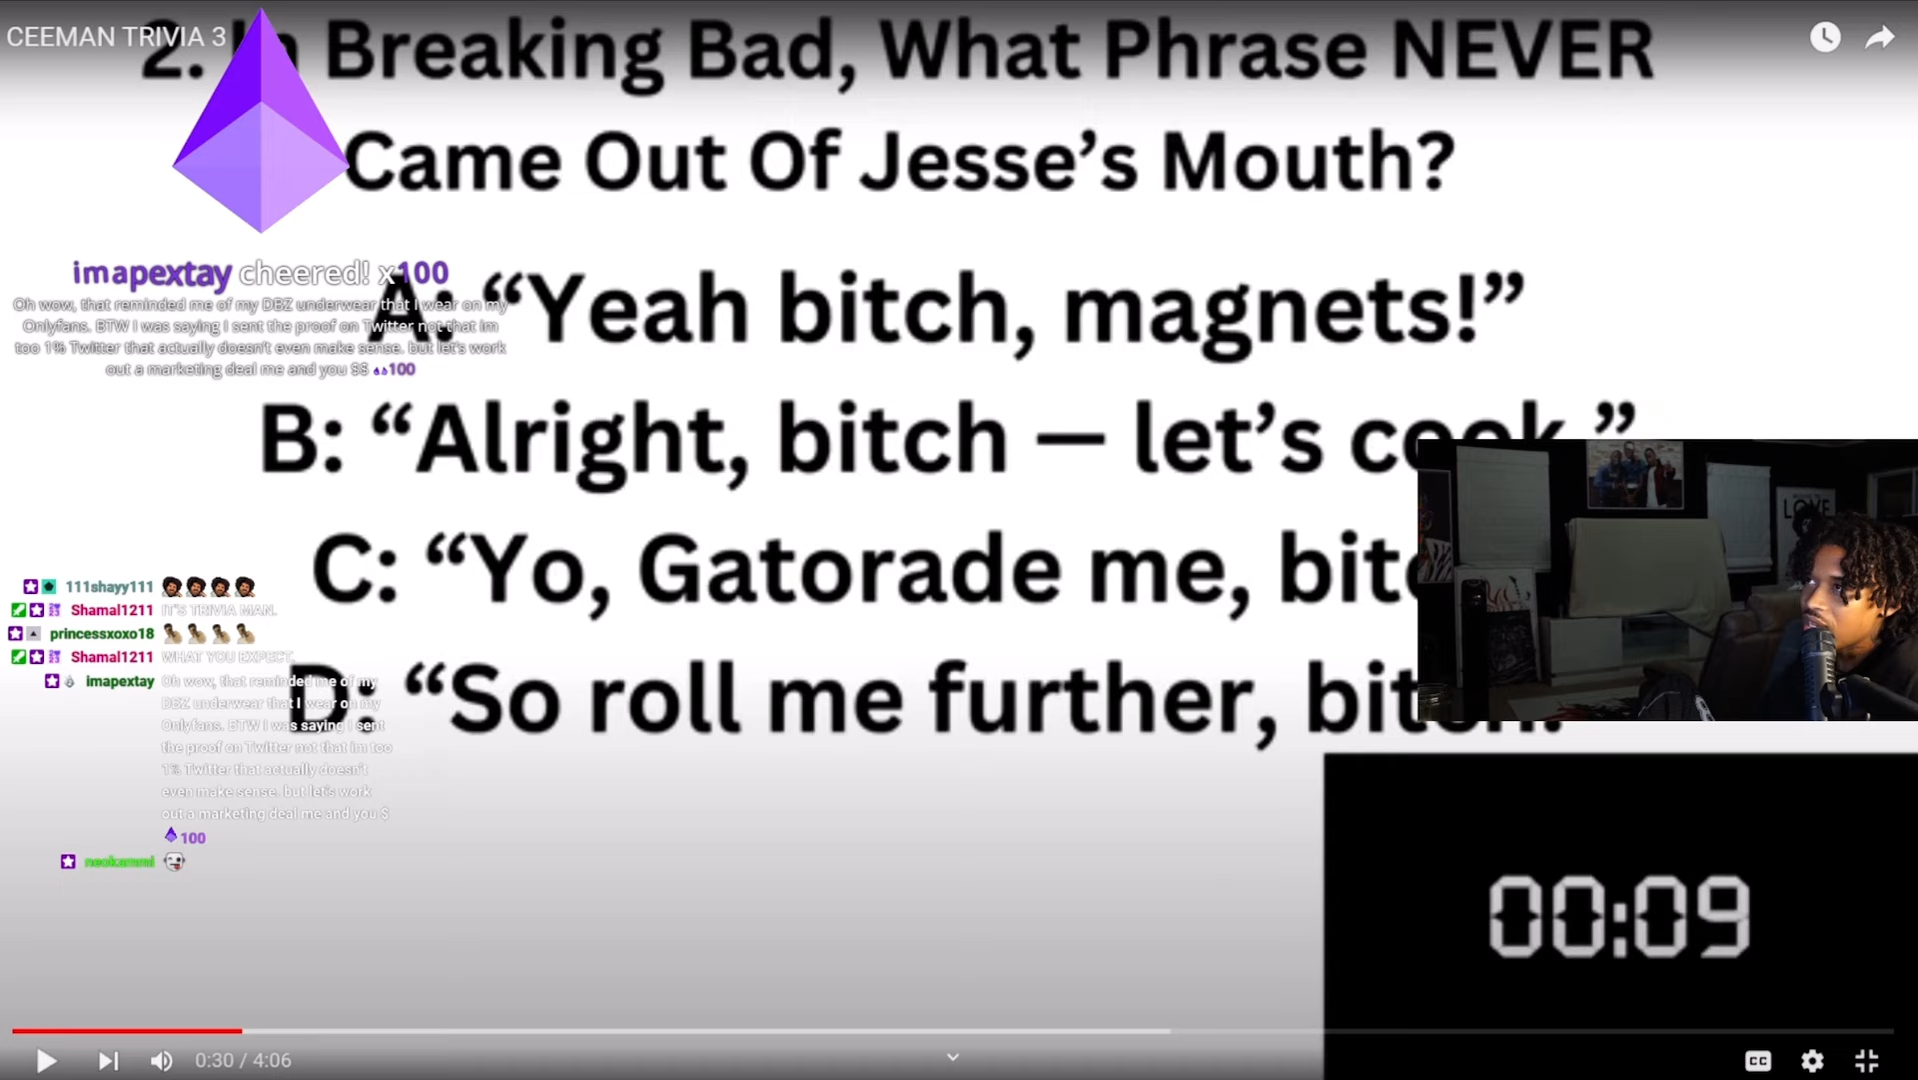 CEEMAN TRIVIA 3
2. In Breaking Bad, What Phrase NEVER
Came Out Of Jesse's Mouth?
imapextay cheered! x100
Oh wow, that reminded me of my DBZ underwear that I wear on my
Onlyfans. BTW I was saying I sent the proof on Twitter not that im
too 1% Twitter that actually doesn't even make sense. but let's work
out a marketing deal me and you $$ 100
A: “Yeah bitch, magnets!”
B: “Alright, bitch — let's cook.”
C: “Yo, Gatorade me, bitc
D: “So roll me further, bitch!
111shayy111
Shamal1211 IT'S TRIVIA MAN.
princessxoxo18
Shamal1211 WHAT YOU EXPECT.
imapextay Oh wow, that reminded me of my
DBZ underwear that I wear on my
Onlyfans. BTW I was saying I sent
the proof on Twitter not that im too
1% Twitter that actually doesn't
even make sense. but let's work
out a marketing deal me and you $
100
neokammi
LOVE
00:09
0:30 / 4:06
CC